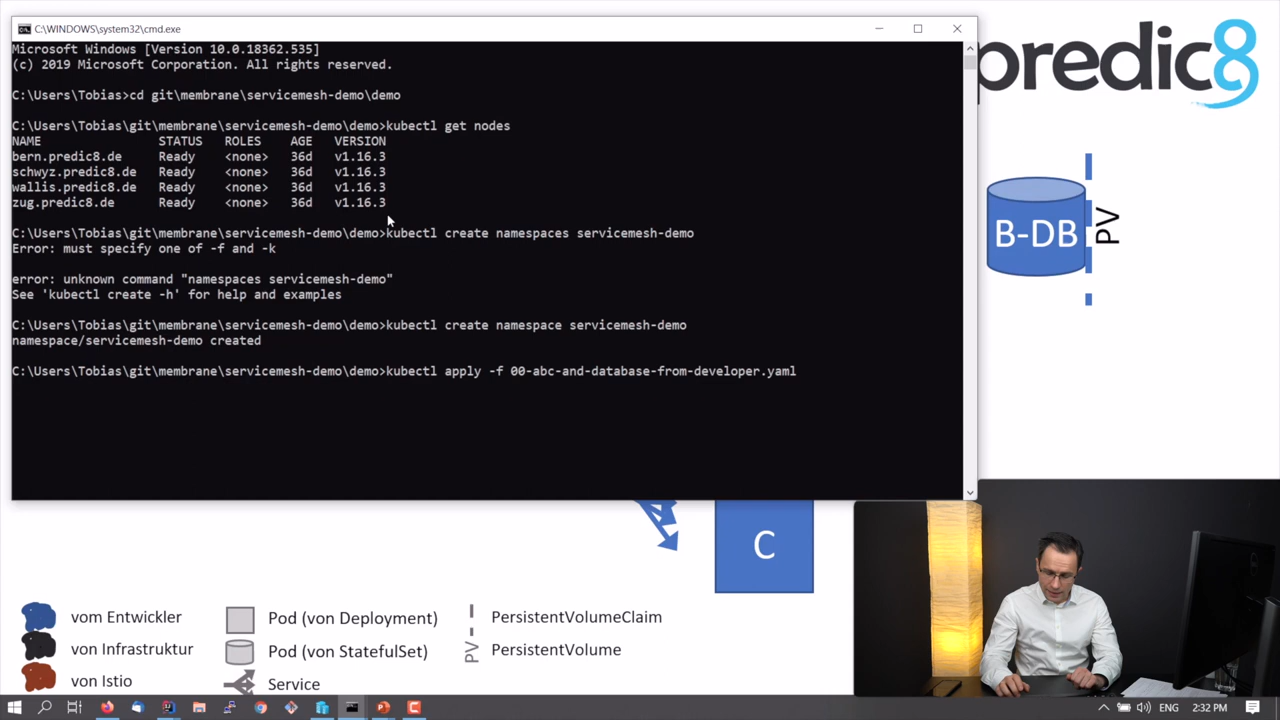 C:\WINDOWS\system32\cmd.exe
Microsoft Windows [Version 10.0.18362.535]
(c) 2019 Microsoft Corporation. All rights reserved.
C:\Users\Tobias>cd git\membrane\servicemesh-demo\demo
C:\Users\Tobias\git\membrane\servicemesh-demo\demo>kubectl get nodes
NAME STATUS ROLES AGE VERSION
bern.predic8.de Ready <none> 36d v1.16.3
schwyz.predic8.de Ready <none> 36d v1.16.3
wallis.predic8.de Ready <none> 36d v1.16.3
zug.predic8.de Ready <none> 36d v1.16.3
C:\Users\Tobias\git\membrane\servicemesh-demo\demo>kubectl create namespaces servicemesh-demo
Error: must specify one of -f and -k
error: unknown command "namespaces servicemesh-demo"
See 'kubectl create -h' for help and examples
C:\Users\Tobias\git\membrane\servicemesh-demo\demo>kubectl create namespace servicemesh-demo
namespace/servicemesh-demo created
C:\Users\Tobias\git\membrane\servicemesh-demo\demo>kubectl apply -f 00-abc-and-database-from-developer.yaml
predic8
B-DB
PV
C
vom Entwickler
von Infrastruktur
von Istio
Pod (von Deployment)
Pod (von StatefulSet)
Service
PersistentVolumeClaim
PV
PersistentVolume
ENG
2:32 PM